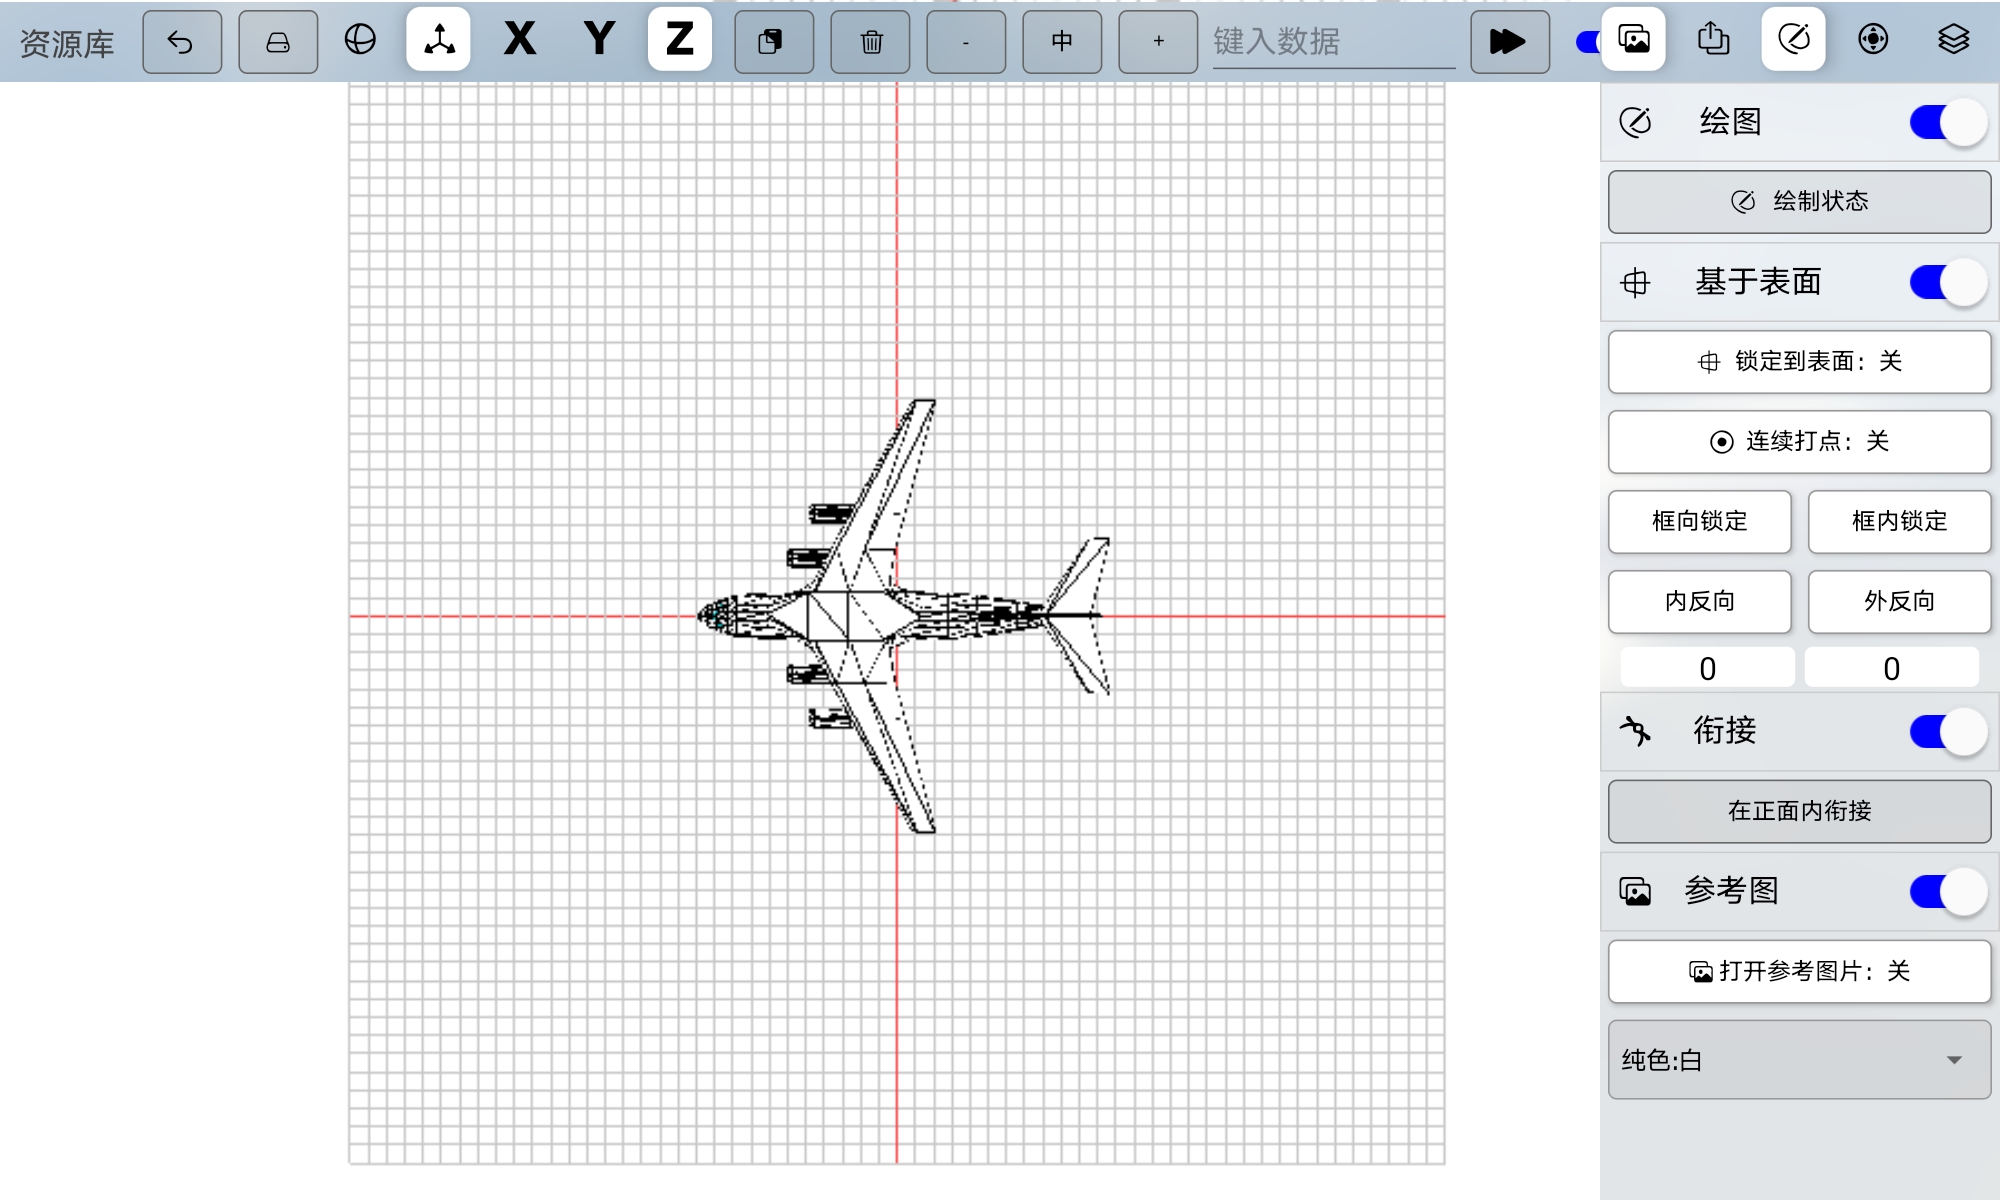 资源库
X
Y
Z
-
中
+
键入数据
绘图
绘制状态
基于表面
锁定到表面：关
连续打点：关
框向锁定
框内锁定
内反向
外反向
0
0
衔接
在正面内衔接
参考图
打开参考图片：关
纯色:白